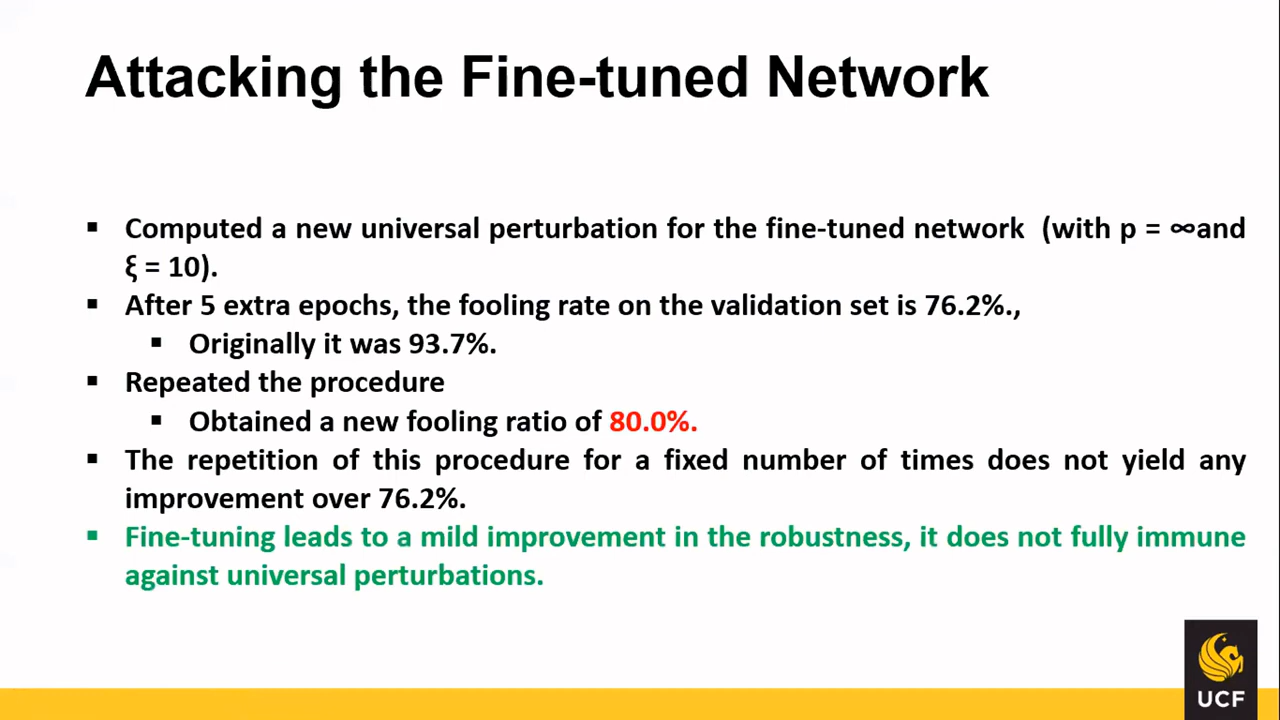 Attacking the Fine-tuned Network
▪ Computed a new universal perturbation for the fine-tuned network (with p = ∞and
ξ = 10).
▪ After 5 extra epochs, the fooling rate on the validation set is 76.2%.,
▪ Originally it was 93.7%.
▪ Repeated the procedure
▪ Obtained a new fooling ratio of 80.0%.
▪ The repetition of this procedure for a fixed number of times does not yield any
improvement over 76.2%.
▪ Fine-tuning leads to a mild improvement in the robustness, it does not fully immune
against universal perturbations.
UCF